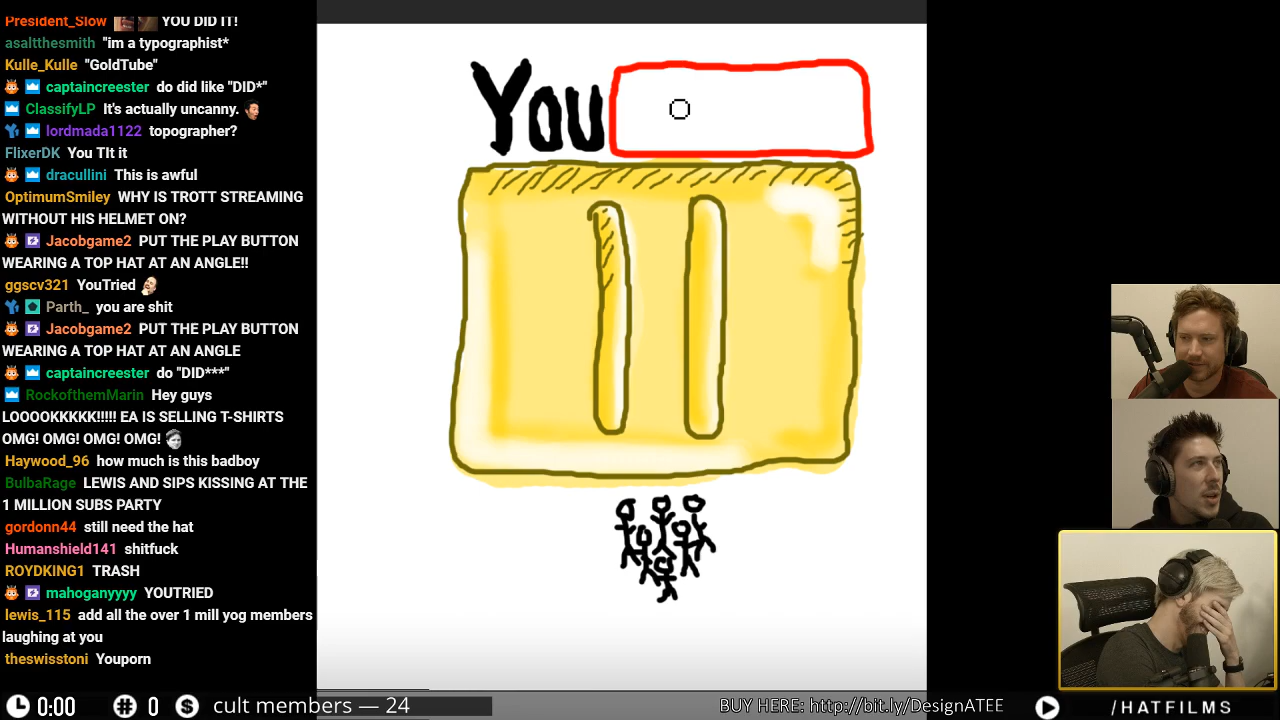 President_Slow YOU DID IT!
asaltthesmith "im a typographist*
Kulle_Kulle "GoldTube"
captaincreester do did like "DID*"
ClassifyLP It's actually uncanny.
lordmada1122 topographer?
FlixerDK You TIt it
dracullini This is awful
OptimumSmiley WHY IS TROTT STREAMING
WITHOUT HIS HELMET ON?
Jacobgame2 PUT THE PLAY BUTTON
WEARING A TOP HAT AT AN ANGLE!!
ggscv321 YouTried
Parth_ you are shit
Jacobgame2 PUT THE PLAY BUTTON
WEARING A TOP HAT AT AN ANGLE
captaincreester do "DID***"
RockofthemMarin Hey guys
LOOOOKKKKK!!!!! EA IS SELLING T-SHIRTS
OMG! OMG! OMG! OMG!
Haywood_96 how much is this badboy
BulbaRage LEWIS AND SIPS KISSING AT THE
1 MILLION SUBS PARTY
gordonn44 still need the hat
Humanshield141 shitfuck
ROYDKING1 TRASH
mahoganyyyy YOUTRIED
lewis_115 add all the over 1 mill yog members
laughing at you
theswisstoni Youporn
You
0:00 # 0 $ cult members — 24
BUY HERE: http://bit.ly/DesignATEE
/HATFILMS